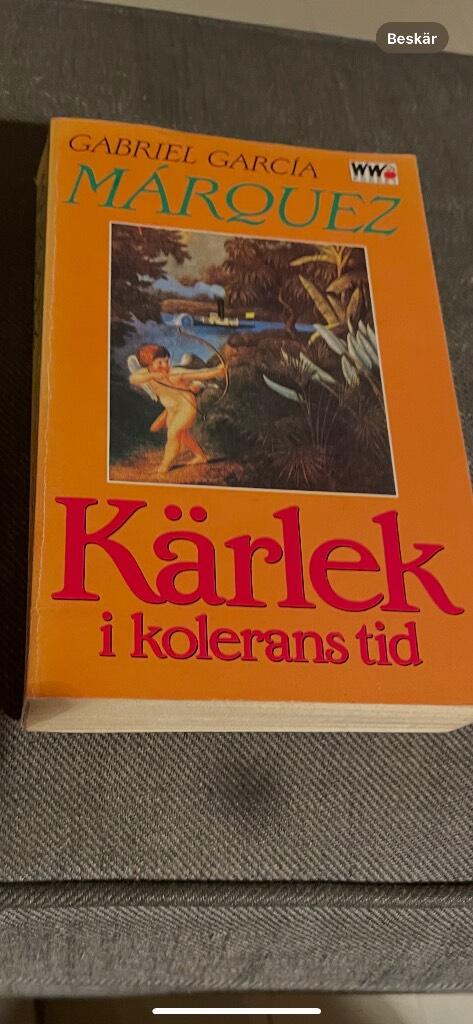 Beskär
GABRIEL GARCÍA
MÁRQUEZ
WW
Kärlek
i kolerans tid